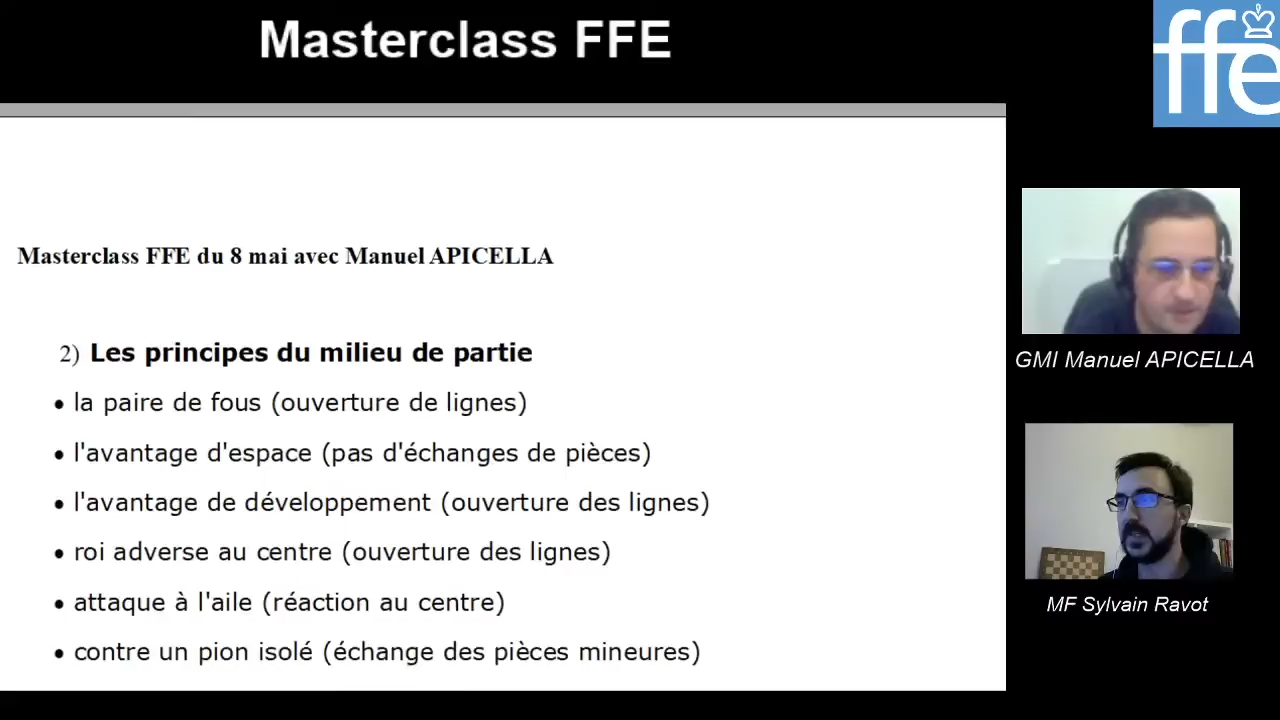 Masterclass FFE
ffe
Masterclass FFE du 8 mai avec Manuel APICELLA
2) Les principes du milieu de partie
• la paire de fous (ouverture de lignes)
• l'avantage d'espace (pas d'échanges de pièces)
• l'avantage de développement (ouverture des lignes)
• roi adverse au centre (ouverture des lignes)
• attaque à l'aile (réaction au centre)
• contre un pion isolé (échange des pièces mineures)
GMI Manuel APICELLA
MF Sylvain Ravot